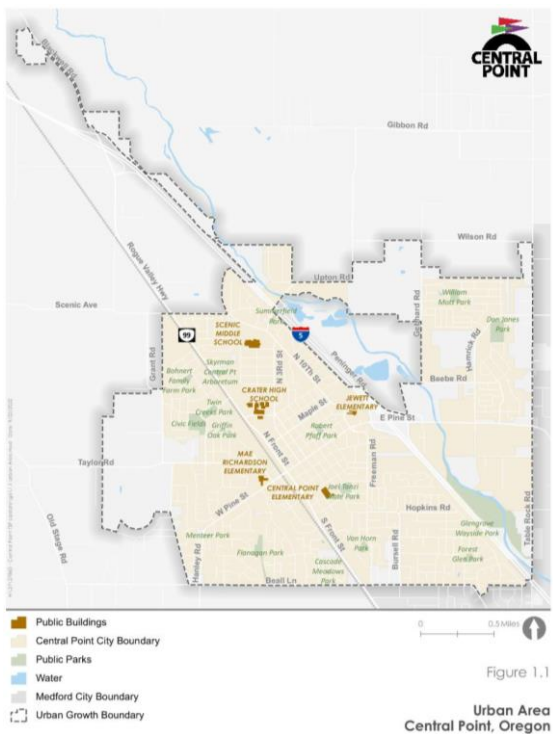 CENTRAL
POINT
Blackwell Rd
Gibbon Rd
Wilson Rd
Rogue Valley Hwy
Upton Rd
Gebhard Rd
William
Mott Park
Scenic Ave
Summerfield
Park
Don Jones
Park
99
SCENIC
MIDDLE
SCHOOL
5
Peninger Rd
Hamrick Rd
Grant Rd
N 3Rd St
N 10Th St
Skyrman
Central Pt
Arboretum
Bohnert
Family
Farm Park
Beebe Rd
CRATER HIGH
SCHOOL
JEWETT
ELEMENTARY
Twin
Creeks Park
Maple St
E Pine St
Civic Fields
Griffin
Oak Park
Robert
Pfaff Park
N Front St
MAE
RICHARDSON
ELEMENTARY
Freeman Rd
Taylor Rd
CENTRAL POINT
ELEMENTARY
W Pine St
Hopkins Rd
Old Stage Rd
S Front St
Table Rock Rd
Glengrove
Wayside Park
Menteer Park
Van Horn
Park
Bursell Rd
Forest
Glen Park
Hanley Rd
Flanagan Park
Cascade
Meadows
Park
Beall Ln
Public Buildings
Central Point City Boundary
Public Parks
Water
Medford City Boundary
Urban Growth Boundary
0 0.5 Miles
Figure 1.1
Urban Area
Central Point, Oregon